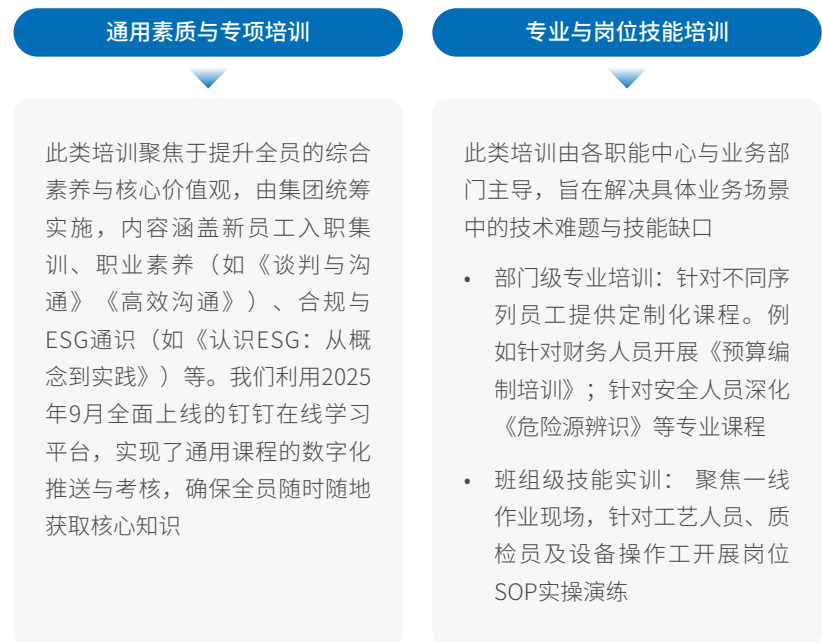 通用素质与专项培训
此类培训聚焦于提升全员的综合
素养与核心价值观，由集团统筹
实施，内容涵盖新员工入职集
训、职业素养（如《谈判与沟
通》《高效沟通》）、合规与
ESG通识（如《认识ESG：从概
念到实践》）等。我们利用2025
年9月全面上线的钉钉在线学习
平台，实现了通用课程的数字化
推送与考核，确保全员随时随地
获取核心知识
专业与岗位技能培训
此类培训由各职能中心与业务部
门主导，旨在解决具体业务场景
中的技术难题与技能缺口
• 部门级专业培训：针对不同序
列员工提供定制化课程。例
如针对财务人员开展《预算编
制培训》；针对安全人员深化
《危险源辨识》等专业课程
• 班组级技能实训： 聚焦一线
作业现场，针对工艺人员、质
检员及设备操作工开展岗位
SOP实操演练